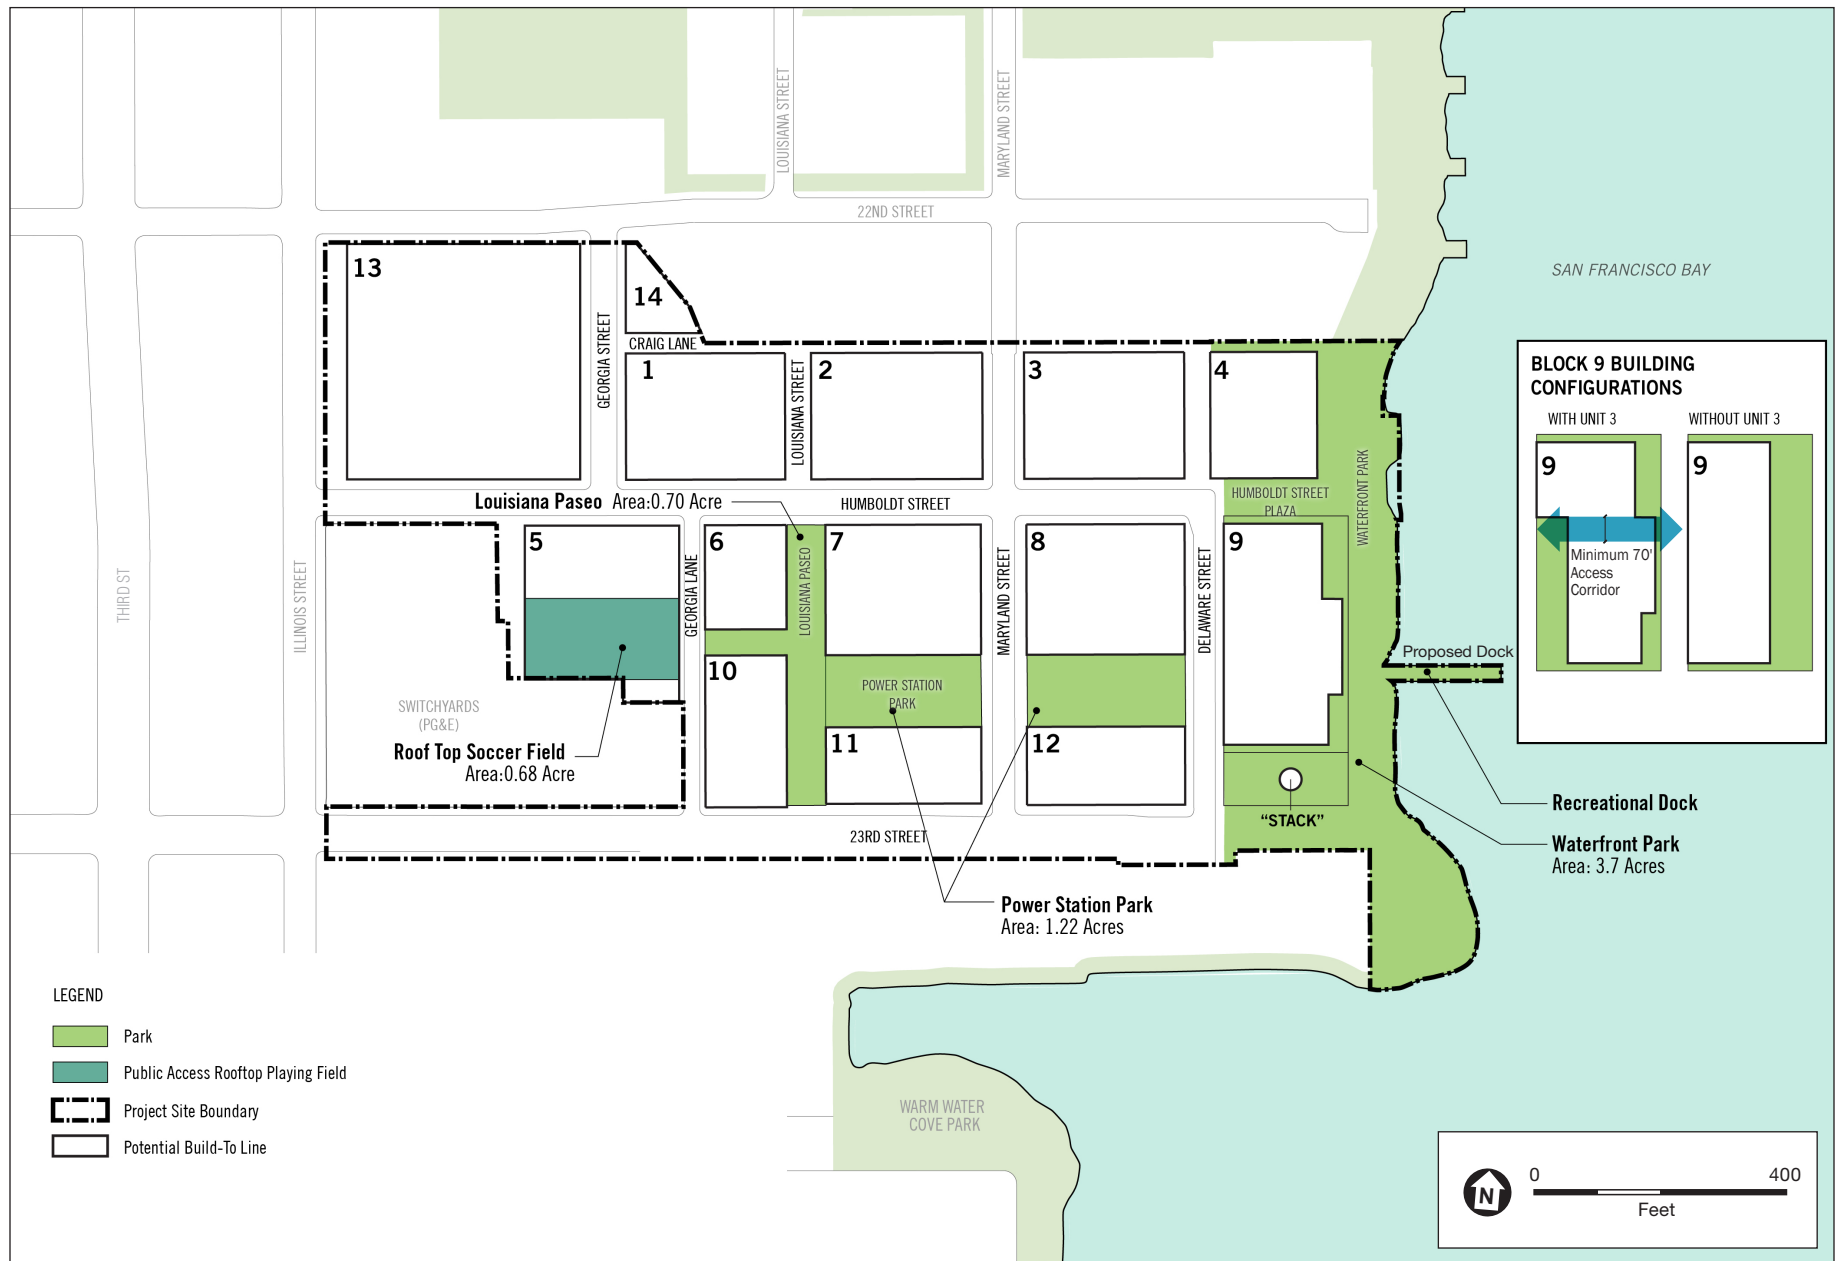 LOUISIANA STREET
MARYLAND STREET
22ND STREET
SAN FRANCISCO BAY
13
14
GEORGIA STREET
CRAIG LANE
1
LOUISIANA STREET
2
3
4
BLOCK 9 BUILDING
CONFIGURATIONS
WITH UNIT 3
WITHOUT UNIT 3
9
9
Minimum 70'
Access
Corridor
Louisiana Paseo Area:0.70 Acre
HUMBOLDT STREET
HUMBOLDT STREET
PLAZA
WATERFRONT PARK
THIRD ST
ILLINOIS STREET
5
GEORGIA LANE
6
LOUISIANA PASEO
7
MARYLAND STREET
8
DELAWARE STREET
9
Proposed Dock
10
POWER STATION
PARK
SWITCHYARDS
(PG&E)
Roof Top Soccer Field
Area:0.68 Acre
11
12
"STACK"
23RD STREET
Recreational Dock
Waterfront Park
Area: 3.7 Acres
Power Station Park
Area: 1.22 Acres
LEGEND
Park
Public Access Rooftop Playing Field
Project Site Boundary
Potential Build-To Line
WARM WATER
COVE PARK
N
0 400
Feet